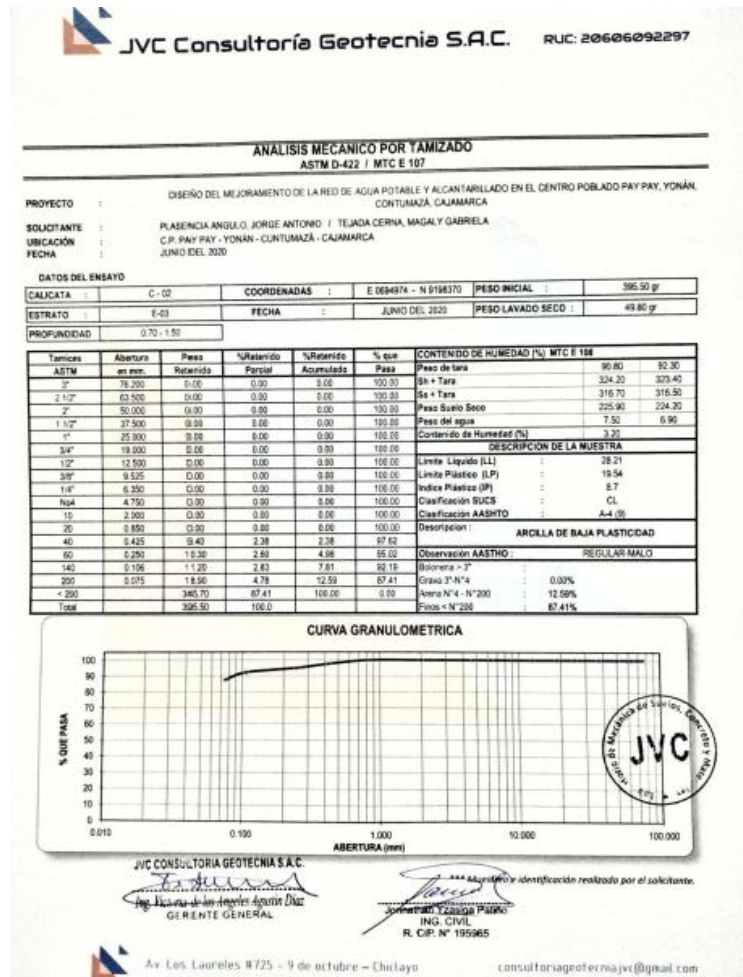 JVC Consultoría Geotecnia S.A.C. RUC: 20606092297
ANÁLISIS MECÁNICO POR TAMIZADO
ASTM D-422 / MTC E 107
PROYECTO : DISEÑO DEL MEJORAMIENTO DE LA RED DE AGUA POTABLE Y ALCANTARILLADO EN EL CENTRO POBLADO PAY PAY, YONÁN,
CONTUMAZÁ, CAJAMARCA
SOLICITANTE : PLASENCIA ANGULO, JORGE ANTONIO / TEJADA CERNA, MAGALY GABRIELA
UBICACIÓN : C.P. PAY PAY - YONÁN - CUNTUMAZÁ - CAJAMARCA
FECHA : JUNIO DEL 2020
DATOS DEL ENSAYO
CALICATA : C - 02 COORDENADAS : E 0694974 - N 9198370 PESO INICIAL : 395.50 gr
ESTRATO : E-03 FECHA : JUNIO DEL 2020 PESO LAVADO SECO : 49.80 gr
PROFUNDIDAD 0.70 - 1.50
Tamices Abertura Peso %Retenido %Retenido % que CONTENIDO DE HUMEDAD (%) MTC E 108
ASTM en mm. Retenido Parcial Acumulado Pasa Peso de tara 90.80 92.30
3" 76.200 0.00 0.00 0.00 100.00 Sh + Tara 324.20 323.40
2 1/2" 63.500 0.00 0.00 0.00 100.00 Ss + Tara 316.70 316.50
2" 50.000 0.00 0.00 0.00 100.00 Peso Suelo Seco 225.90 224.20
1 1/2" 37.500 0.00 0.00 0.00 100.00 Peso del agua 7.50 6.90
1" 25.000 0.00 0.00 0.00 100.00 Contenido de Humedad (%) 3.20
3/4" 19.000 0.00 0.00 0.00 100.00 DESCRIPCION DE LA MUESTRA
1/2" 12.500 0.00 0.00 0.00 100.00 Limite Liquido (LL) : 28.21
3/8" 9.525 0.00 0.00 0.00 100.00 Limite Plástico (LP) : 19.54
1/4" 6.350 0.00 0.00 0.00 100.00 Indice Plástico (IP) : 8.7
No4 4.750 0.00 0.00 0.00 100.00 Clasificación SUCS : CL
10 2.000 0.00 0.00 0.00 100.00 Clasificación AASHTO : A-4 (9)
20 0.850 0.00 0.00 0.00 100.00 Descripcion : ARCILLA DE BAJA PLASTICIDAD
40 0.425 9.40 2.38 2.38 97.62
60 0.250 10.30 2.60 4.98 95.02 Observación AASTHO : REGULAR-MALO
140 0.106 11.20 2.83 7.81 92.19 Bolonera > 3" :
200 0.075 18.90 4.78 12.59 87.41 Grava 3"-N°4 : 0.00%
< 200 345.70 87.41 100.00 0.00 Arena N°4 - N°200 : 12.59%
Total 395.50 100.0 Finos < N°200 : 87.41%
CURVA GRANULOMETRICA
% QUE PASA
100
90
80
70
60
50
40
30
20
10
0
0.010 0.100 1.000 10.000 100.000
ABERTURA (mm)
JVC
JVC CONSULTORIA GEOTECNIA S.A.C.
*** Muestreo e identificación realizado por el solicitante.
Ing. Victoria de los Angeles Agustin Diaz
GERENTE GENERAL
Johnatan Yzasiga Patiño
ING. CIVIL
R. CIP. N° 195965
Av. Los Laureles #725 - 9 de octubre – Chiclayo consultoriageotecniajvc@gmail.com